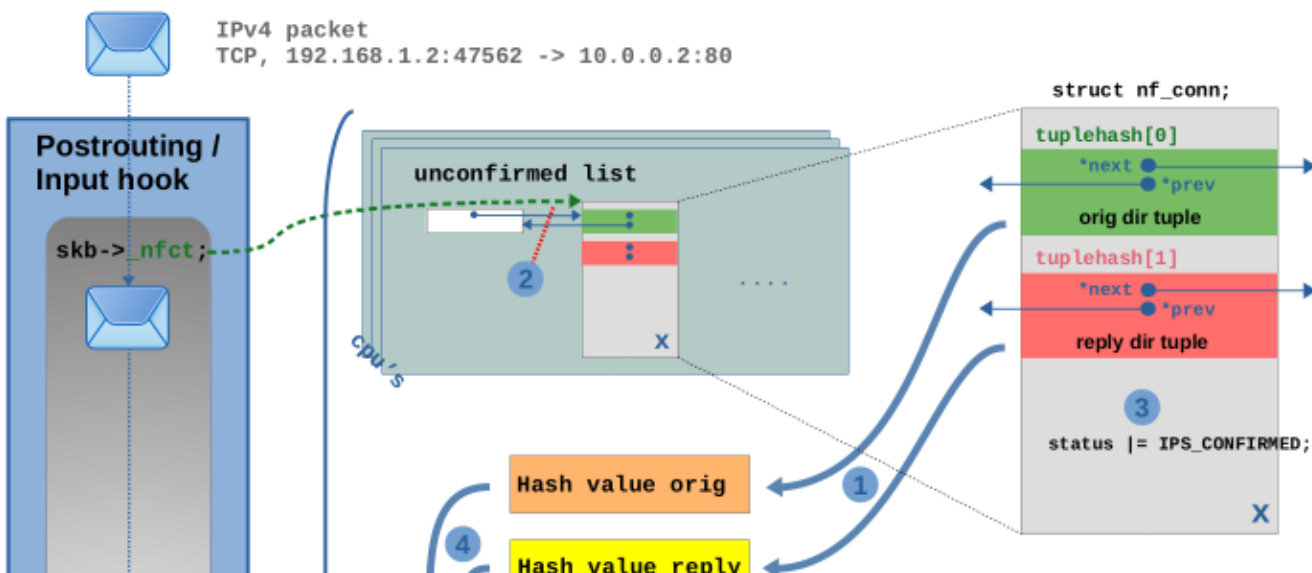 IPv4 packet
TCP, 192.168.1.2:47562 -> 10.0.0.2:80
Postrouting /
Input hook
skb->_nfct;
unconfirmed list
2
....
x
cpu's
struct nf_conn;
tuplehash[0]
*next
*prev
orig dir tuple
tuplehash[1]
*next
*prev
reply dir tuple
3
status |= IPS_CONFIRMED;
x
1
Hash value orig
4
Hash value reply